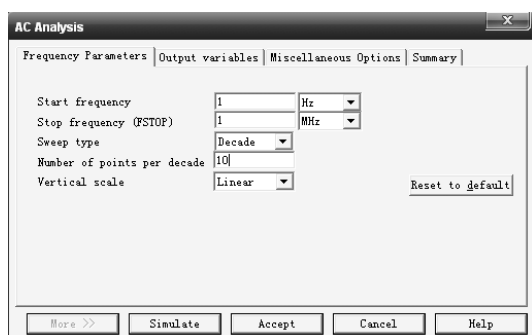 AC Analysis
X
Frequency Parameters Output variables Miscellaneous Options Summary
Start frequency 1 Hz
Stop frequency (FSTOP) 1 MHz
Sweep type Decade
Number of points per decade 10
Vertical scale Linear
Reset to default
More >> Simulate Accept Cancel Help